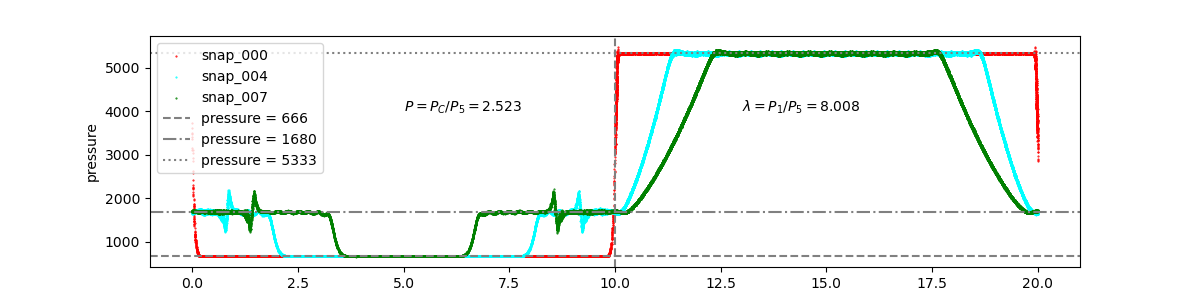 snap_000
snap_004
snap_007
pressure = 666
pressure = 1680
pressure = 5333
P = P_C/P_5 = 2.523
λ = P_1/P_5 = 8.008
pressure
5000
4000
3000
2000
1000
0.0 2.5 5.0 7.5 10.0 12.5 15.0 17.5 20.0